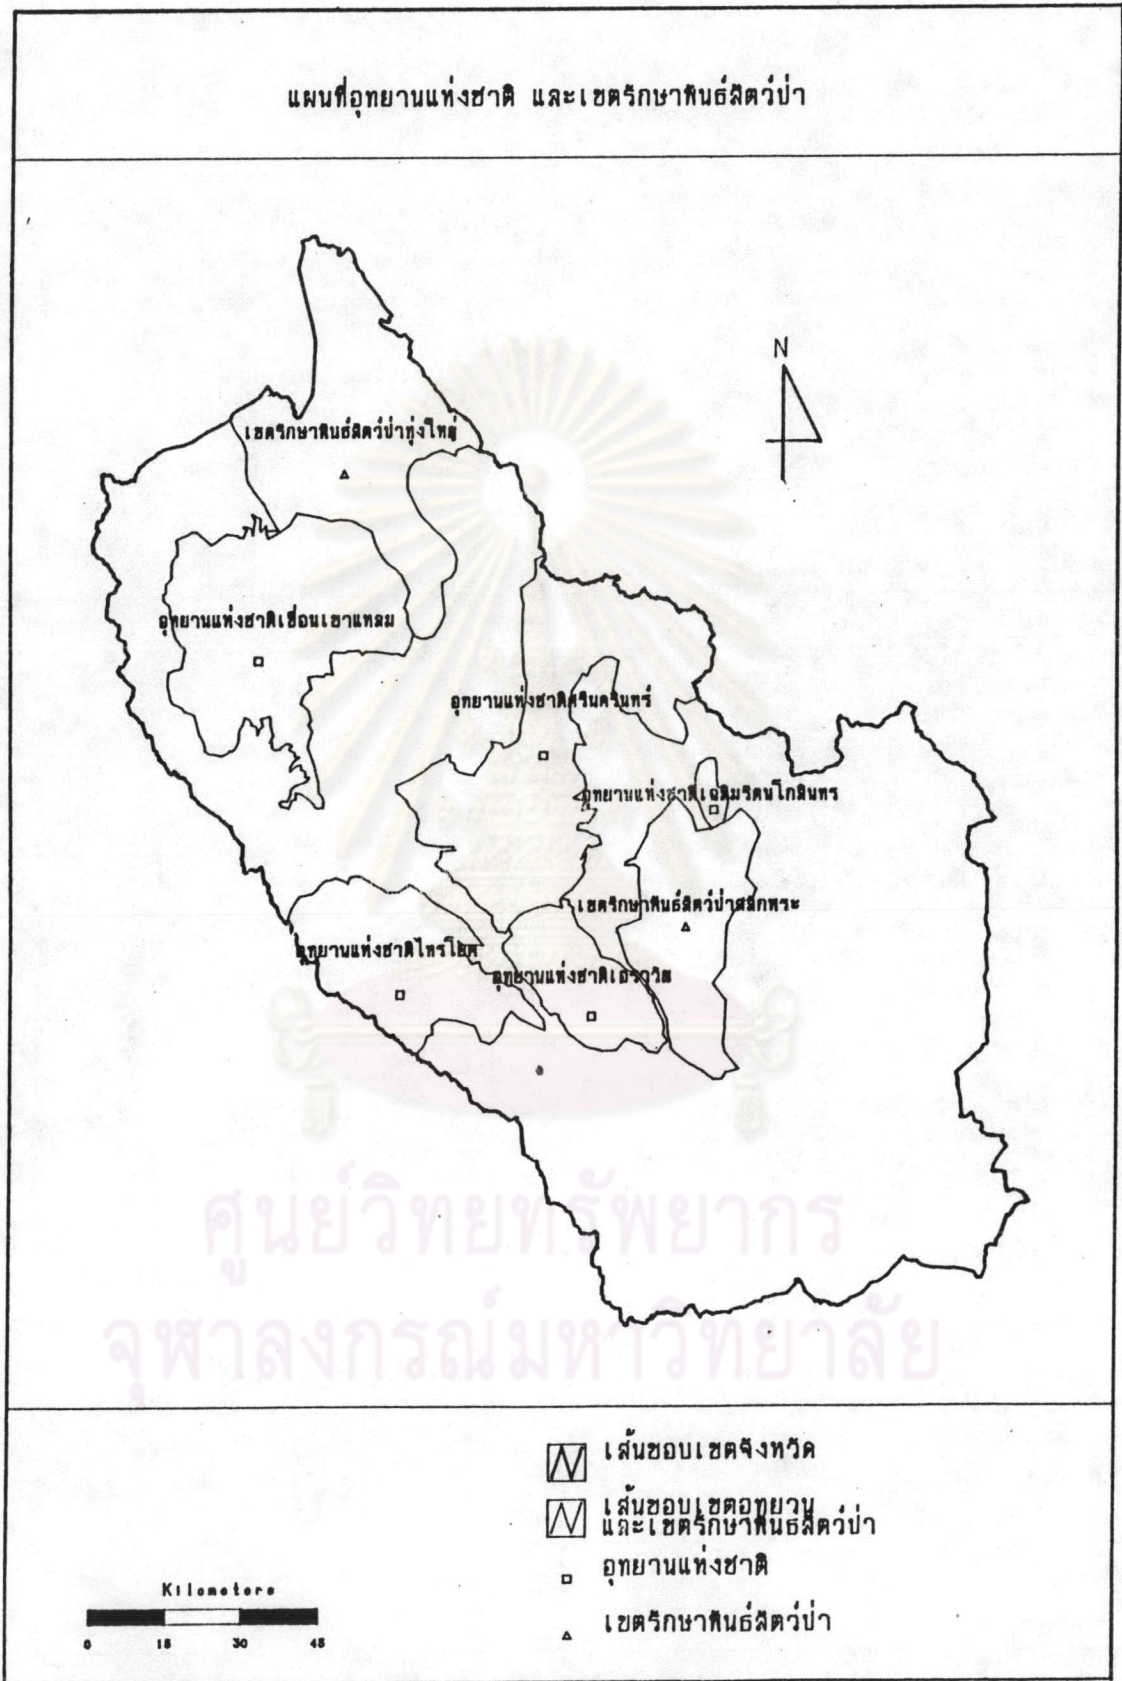 แผนที่อุทยานแห่งชาติ และเขตรักษาพันธ์สัตว์ป่า
N
เขตรักษาพันธ์สัตว์ป่าทุ่งใหญ่
อุทยานแห่งชาติเขื่อนเขาแหลม
อุทยานแห่งชาติศรีนครินทร์
อุทยานแห่งชาติเฉลิมรัตนโกสินทร
เขตรักษาพันธ์สัตว์ป่าสลักพระ
อุทยานแห่งชาติไทรโยค
อุทยานแห่งชาติเอราวัณ
ศูนย์วิทยทรัพยากร
จุฬาลงกรณ์มหาวิทยาลัย
เส้นขอบเขตจังหวัด
เส้นขอบเขตอุทยาน
และเขตรักษาพันธ์สัตว์ป่า
อุทยานแห่งชาติ
เขตรักษาพันธ์สัตว์ป่า
Kilometers
0 15 30 45